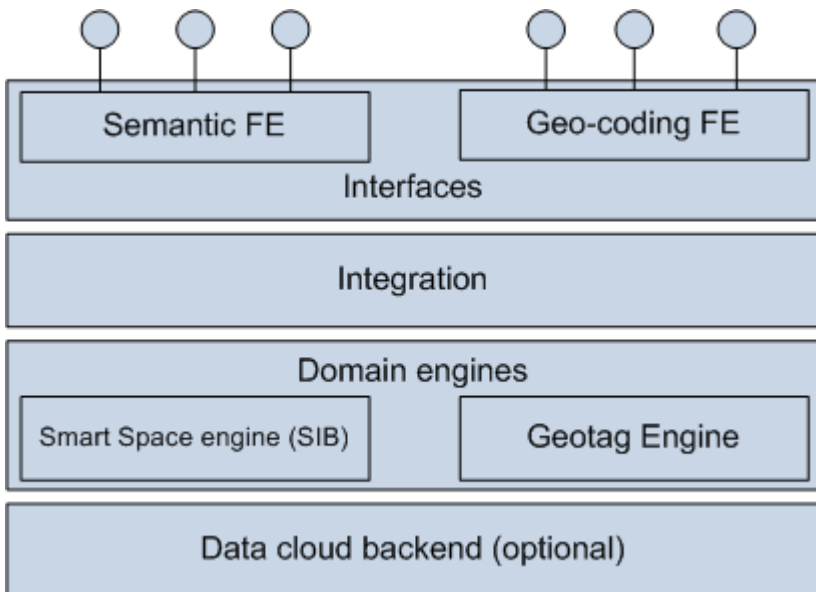 Semantic FE
Geo-coding FE
Interfaces
Integration
Domain engines
Smart Space engine (SIB)
Geotag Engine
Data cloud backend (optional)